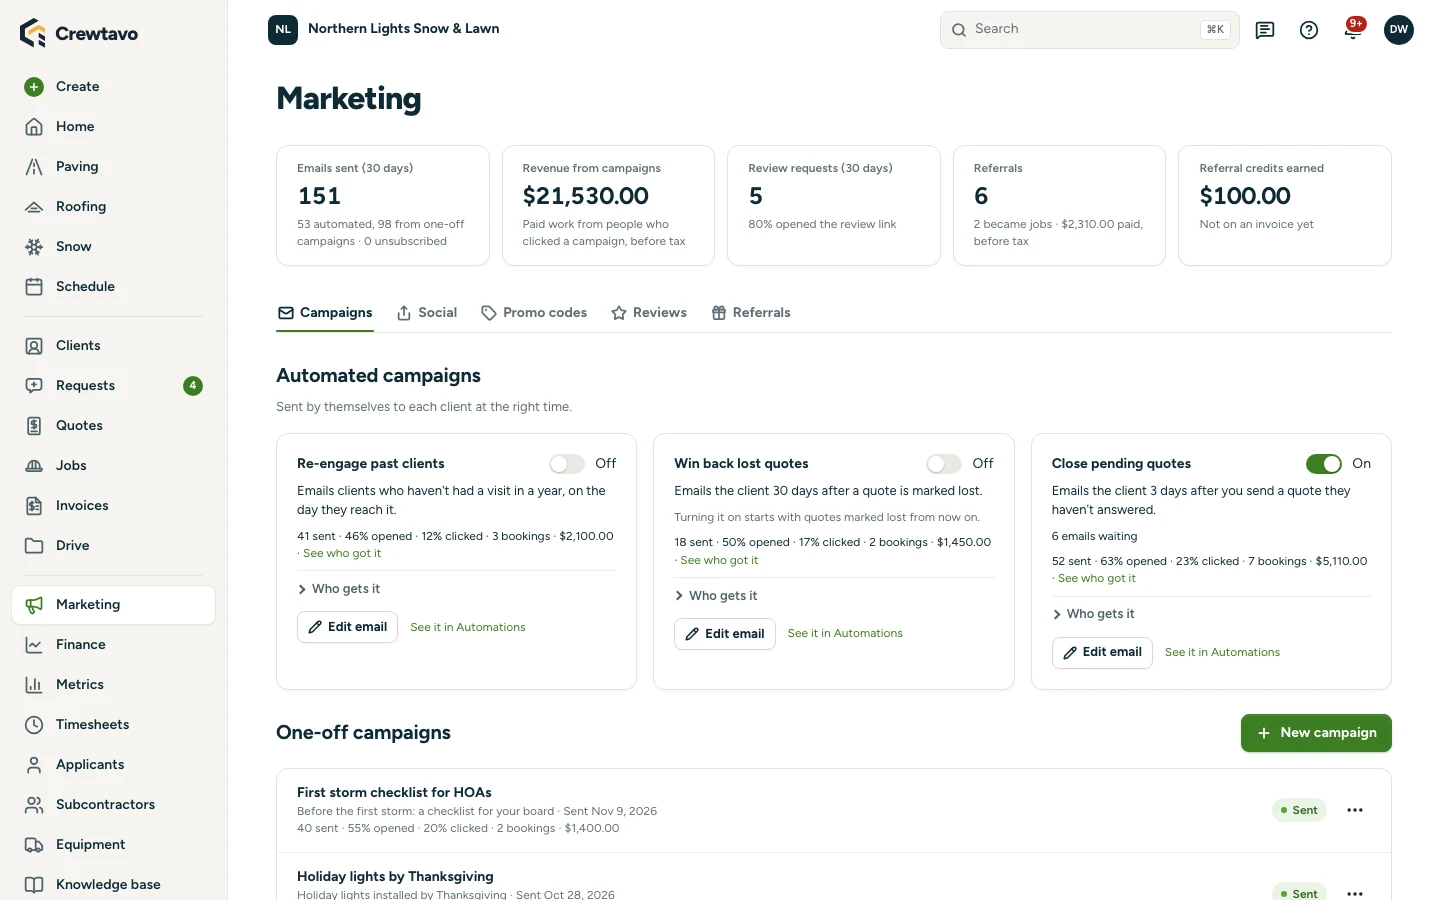 Crewtavo
NL
Northern Lights Snow & Lawn
Search
⌘K
9+
DW
Create
Home
Paving
Roofing
Snow
Schedule
Clients
Requests
4
Quotes
Jobs
Invoices
Drive
Marketing
Finance
Metrics
Timesheets
Applicants
Subcontractors
Equipment
Knowledge base
Marketing
Emails sent (30 days)
151
53 automated, 98 from one-off
campaigns · 0 unsubscribed
Revenue from campaigns
$21,530.00
Paid work from people who
clicked a campaign, before tax
Review requests (30 days)
5
80% opened the review link
Referrals
6
2 became jobs · $2,310.00 paid,
before tax
Referral credits earned
$100.00
Not on an invoice yet
Campaigns
Social
Promo codes
Reviews
Referrals
Automated campaigns
Sent by themselves to each client at the right time.
Re-engage past clients
Off
Emails clients who haven't had a visit in a year, on the
day they reach it.
41 sent · 46% opened · 12% clicked · 3 bookings · $2,100.00
· See who got it
Who gets it
Edit email
See it in Automations
Win back lost quotes
Off
Emails the client 30 days after a quote is marked lost.
Turning it on starts with quotes marked lost from now on.
18 sent · 50% opened · 17% clicked · 2 bookings · $1,450.00
· See who got it
Who gets it
Edit email
See it in Automations
Close pending quotes
On
Emails the client 3 days after you send a quote they
haven't answered.
6 emails waiting
52 sent · 63% opened · 23% clicked · 7 bookings · $5,110.00
· See who got it
Who gets it
Edit email
See it in Automations
One-off campaigns
New campaign
First storm checklist for HOAs
Before the first storm: a checklist for your board · Sent Nov 9, 2026
40 sent · 55% opened · 20% clicked · 2 bookings · $1,400.00
Sent
Holiday lights by Thanksgiving
Holiday lights installed by Thanksgiving · Sent Oct 28, 2026
Sent